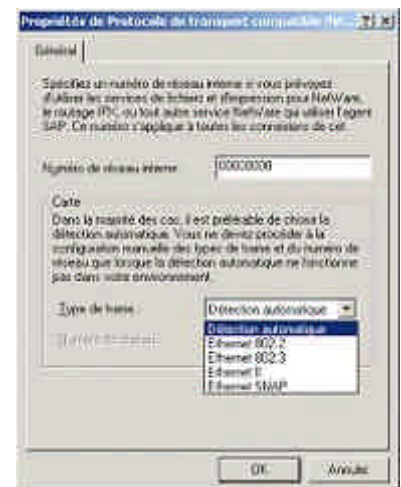 Propriétés de Protocole de transport compatible NW...
Général
Spécifiez un numéro de réseau interne si vous prévoyez
d'utiliser les services de fichiers et d'impression pour NetWare,
le routage IPX, ou tout autre service NetWare qui utilise l'agent
SAP. Ce numéro s'applique à toutes les connexions de cet
Numéro de réseau interne
00000000
Carte
Dans la majorité des cas, il est préférable de choisir la
détection automatique. Vous ne devez procéder à la
configuration manuelle des types de trame et du numéro de
réseau que lorsque la détection automatique ne fonctionne
pas dans votre environnement.
Type de trame :
Détection automatique
Détection automatique
Ethernet 802.2
Ethernet 802.3
Ethernet II
Ethernet SNAP
OK
Annuler